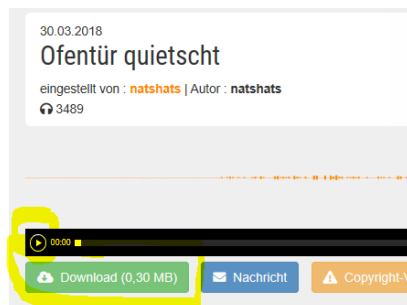 30.03.2018
Ofentür quietscht
eingestellt von : natshats | Autor : natshats
3489
00:00
Download (0,30 MB) Nachricht Copyright-V